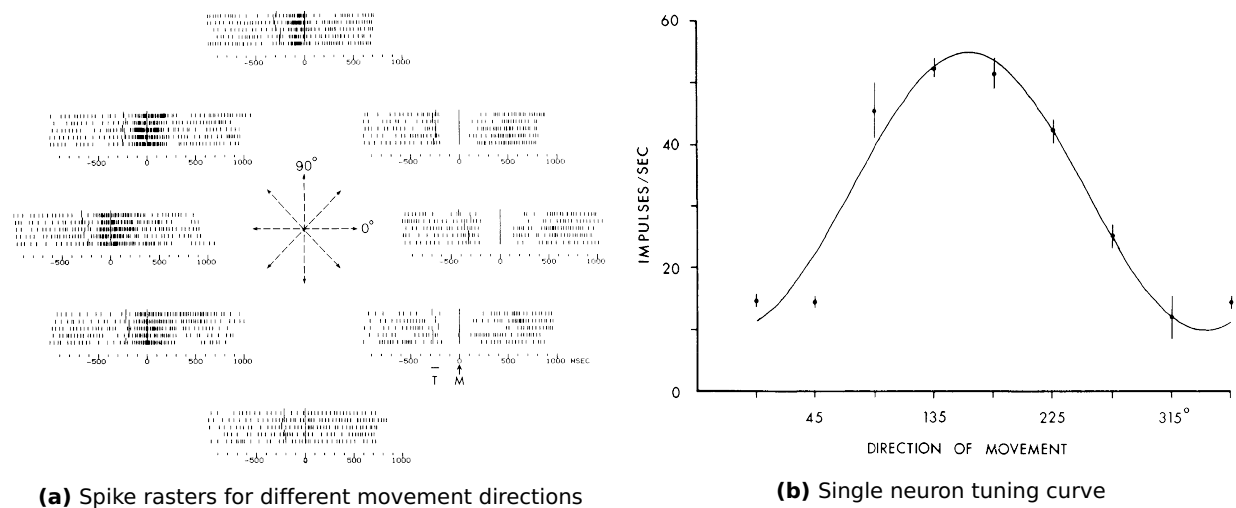 -500 0 500 1000
-500 0 500 1000
-500 0 500 1000
90°
0°
-500 0 500 1000
-500 0 500 1000
-500 0 500 1000
-500 0 500 1000 MSEC
T M
-500 0 500 1000
(a) Spike rasters for different movement directions
60
40
20
0
IMPULSES/SEC
45 135 225 315°
DIRECTION OF MOVEMENT
(b) Single neuron tuning curve